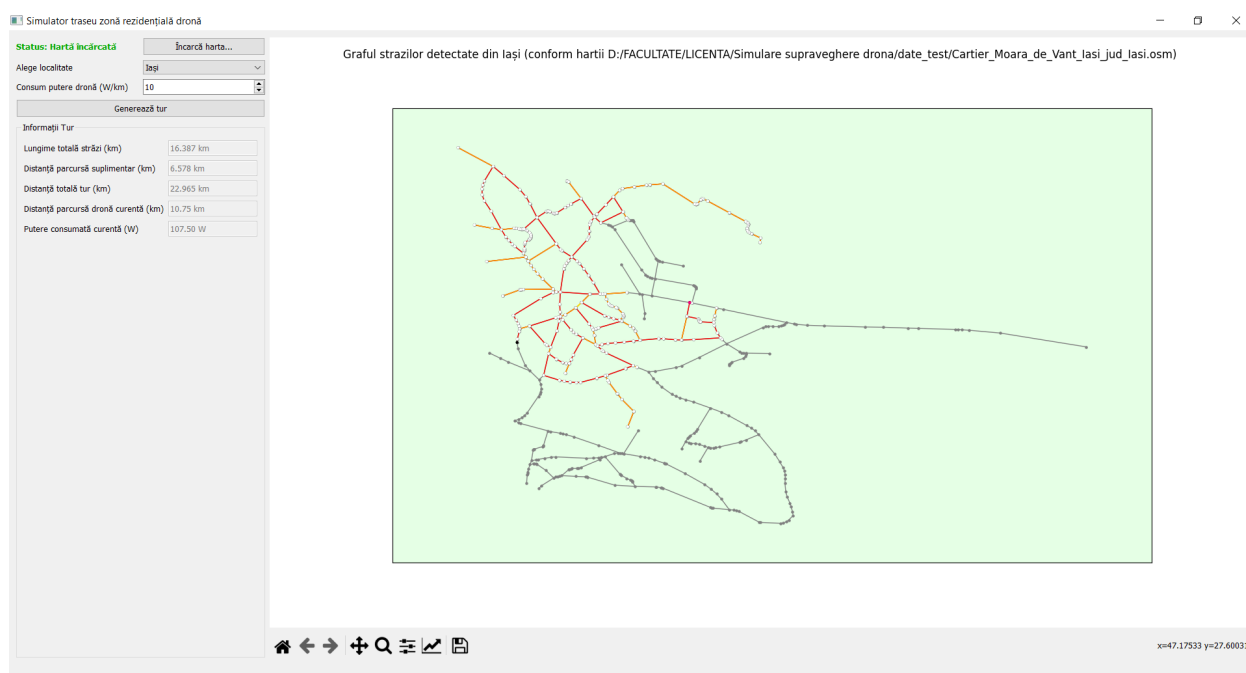 Simulator traseu zonă rezidențială dronă
Status: Hartă încărcată
Încarcă harta...
Alege localitate
Iași
Consum putere dronă (W/km)
10
Generează tur
Informații Tur
Lungime totală străzi (km)
16.387 km
Distanță parcursă suplimentar (km)
6.578 km
Distanță totală tur (km)
22.965 km
Distanță parcursă dronă curentă (km)
10.75 km
Putere consumată curentă (W)
107.50 W
Graful strazilor detectate din Iași (conform hartii D:/FACULTATE/LICENTA/Simulare supraveghere drona/date_test/Cartier_Moara_de_Vant_Iasi_jud_Iasi.osm)
x=47.17533 y=27.60031